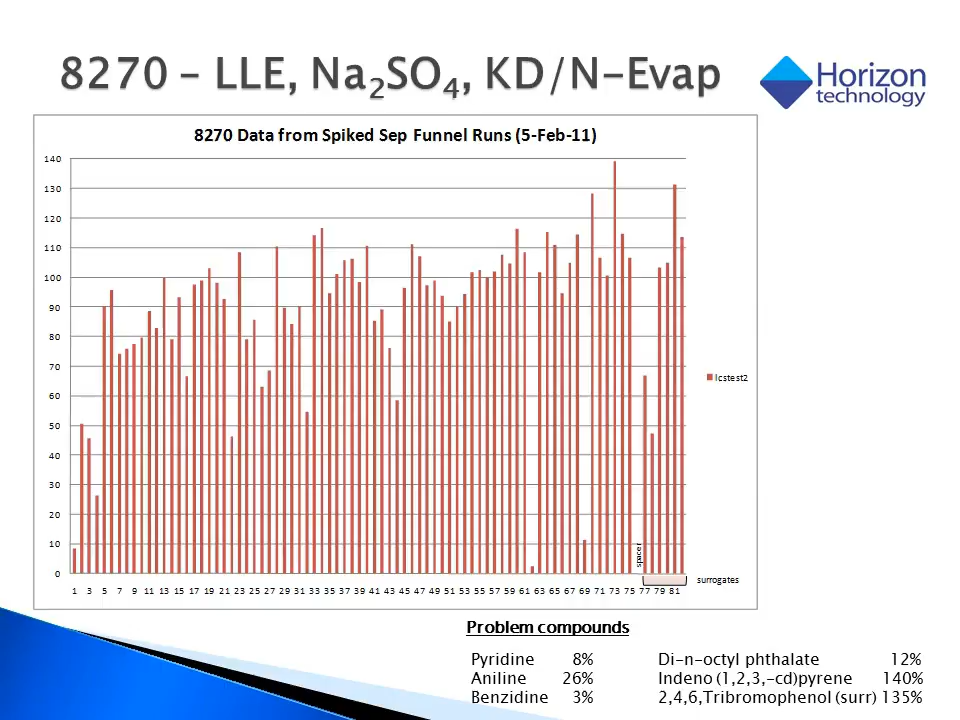 8270 – LLE, Na₂SO₄, KD/N-Evap
Horizon
technology
8270 Data from Spiked Sep Funnel Runs (5-Feb-11)
140
130
120
110
100
90
80
70
60
50
40
30
20
10
0
lcstest2
spacer
1 3 5 7 9 11 13 15 17 19 21 23 25 27 29 31 33 35 37 39 41 43 45 47 49 51 53 55 57 59 61 63 65 67 69 71 73 75 77 79 81
surrogates
Problem compounds
Pyridine 8% Di-n-octyl phthalate 12%
Aniline 26% Indeno (1,2,3,-cd)pyrene 140%
Benzidine 3% 2,4,6,Tribromophenol (surr) 135%